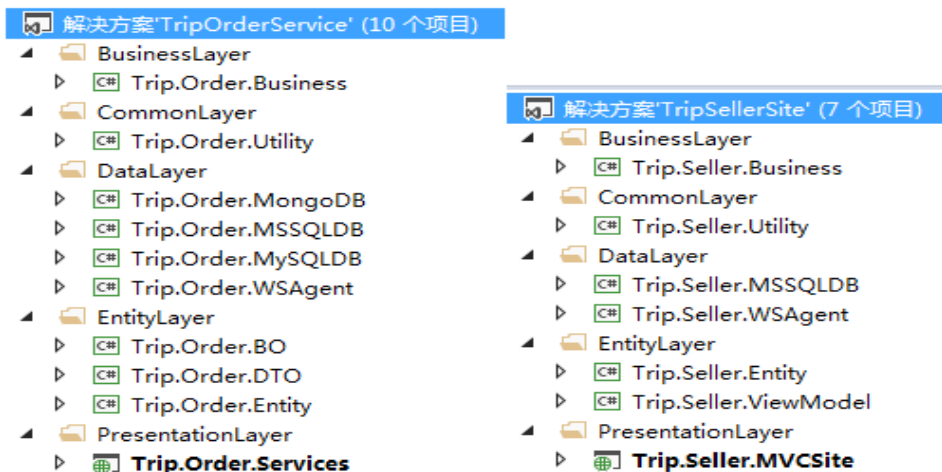 解决方案'TripOrderService' (10 个项目)
BusinessLayer
Trip.Order.Business
CommonLayer
Trip.Order.Utility
DataLayer
Trip.Order.MongoDB
Trip.Order.MSSQLDB
Trip.Order.MySQLDB
Trip.Order.WSAgent
EntityLayer
Trip.Order.BO
Trip.Order.DTO
Trip.Order.Entity
PresentationLayer
Trip.Order.Services
解决方案'TripSellerSite' (7 个项目)
BusinessLayer
Trip.Seller.Business
CommonLayer
Trip.Seller.Utility
DataLayer
Trip.Seller.MSSQLDB
Trip.Seller.WSAgent
EntityLayer
Trip.Seller.Entity
Trip.Seller.ViewModel
PresentationLayer
Trip.Seller.MVCSite